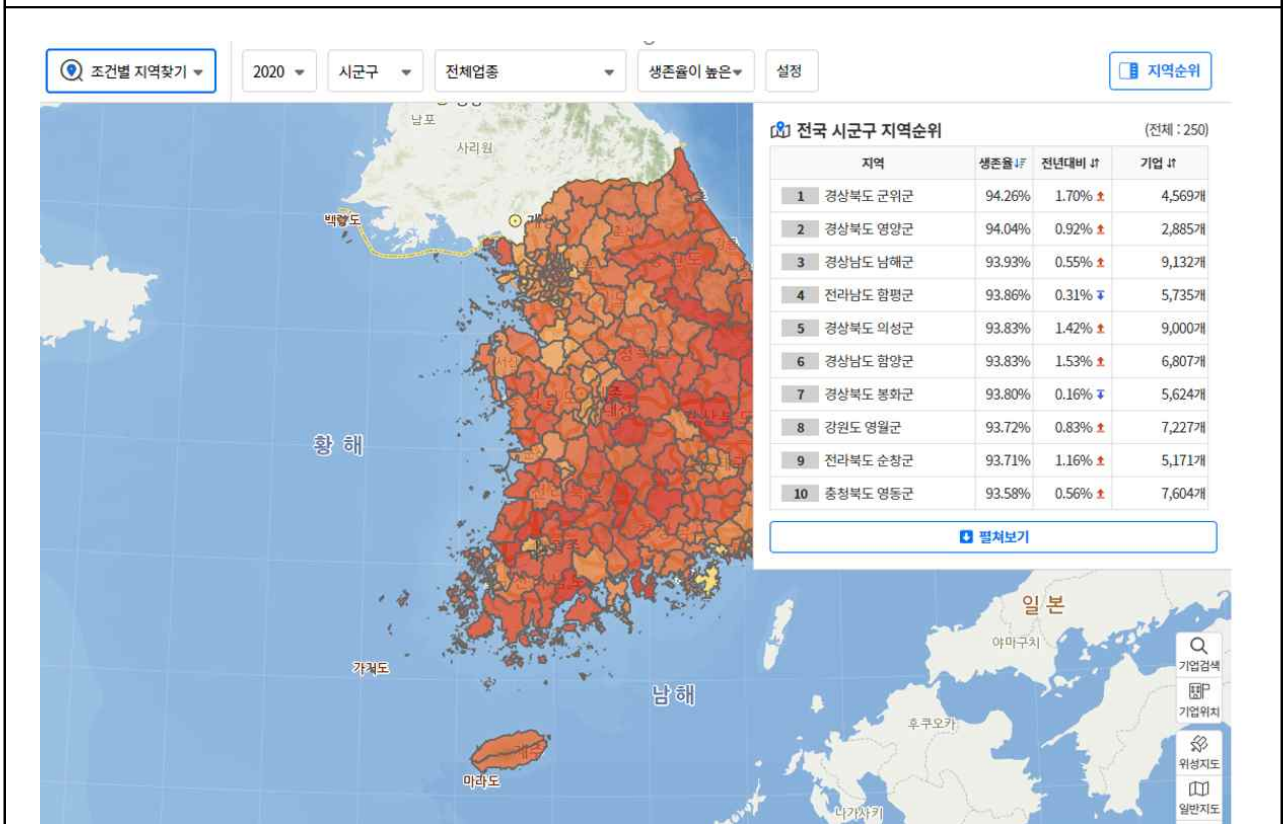 조건별 지역찾기
2020
시군구
전체업종
생존율이 높은
설정
지역순위
전국 시군구 지역순위 (전체 : 250)
지역 생존율 전년대비 기업
1 경상북도 군위군 94.26% 1.70% 4,569개
2 경상북도 영양군 94.04% 0.92% 2,885개
3 경상남도 남해군 93.93% 0.55% 9,132개
4 전라남도 함평군 93.86% 0.31% 5,735개
5 경상북도 의성군 93.83% 1.42% 9,000개
6 경상남도 함양군 93.83% 1.53% 6,807개
7 경상북도 봉화군 93.80% 0.16% 5,624개
8 강원도 영월군 93.72% 0.83% 7,227개
9 전라북도 순창군 93.71% 1.16% 5,171개
10 충청북도 영동군 93.58% 0.56% 7,604개
펼쳐보기
남포
사리원
백령도
서산
대전
황 해
일 본
야마구치
가거도
남 해
후쿠오카
제주
마라도
나가사키
기업검색
기업위치
위성지도
일반지도